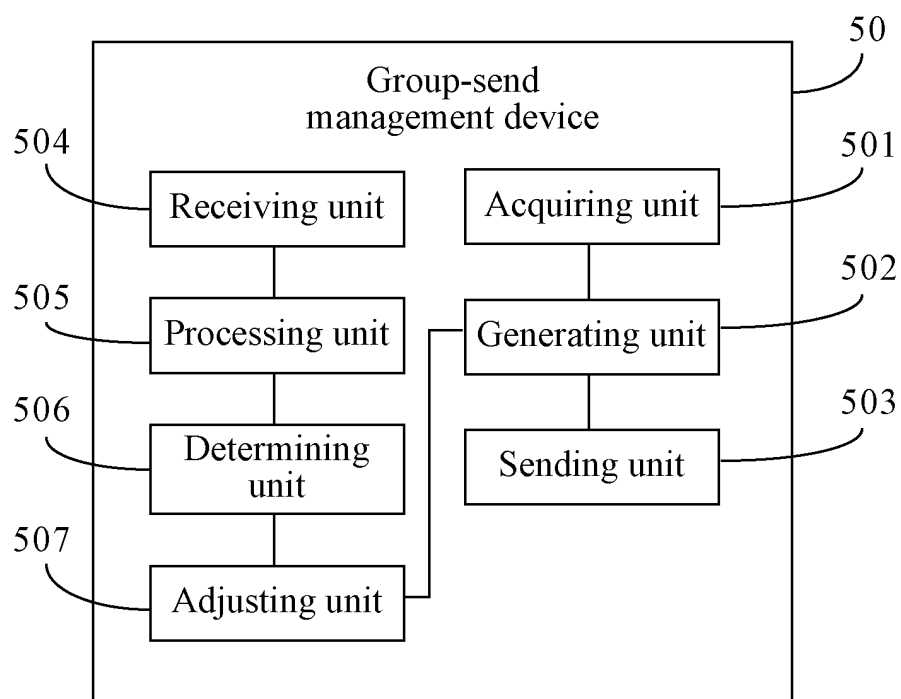 50
Group-send
management device
504
501
Receiving unit
Acquiring unit
505
502
Processing unit
Generating unit
506
503
Determining
unit
Sending unit
507
Adjusting unit